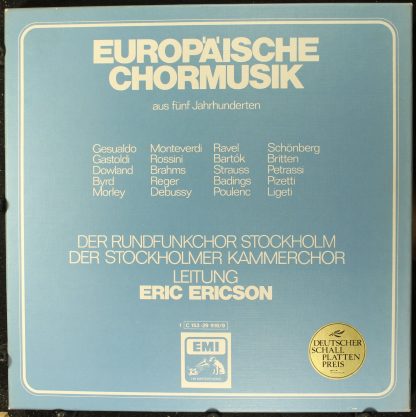 EUROPÄISCHE
CHORMUSIK
aus fünf Jahrhunderten
Gesualdo Monteverdi Ravel Schönberg
Gastoldi Rossini Bartók Britten
Dowland Brahms Strauss Petrassi
Byrd Reger Badings Pizetti
Morley Debussy Poulenc Ligeti
DER RUNDFUNKCHOR STOCKHOLM
DER STOCKHOLMER KAMMERCHOR
LEITUNG
ERIC ERICSON
EMI
DEUTSCHER
SCHALL
PLATTEN
PREIS